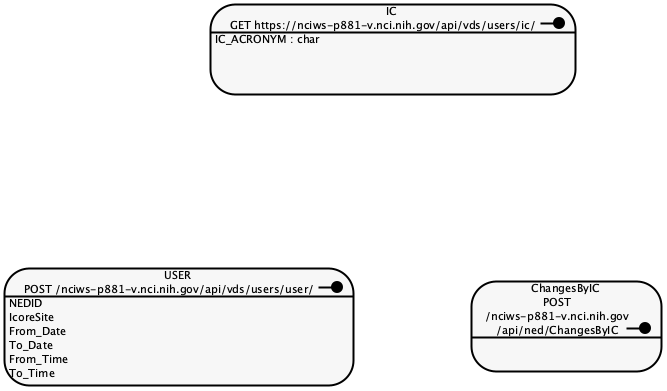 IC
GET https://nciws-p881-v.nci.nih.gov/api/vds/users/ic/
IC_ACRONYM : char
USER
POST /nciws-p881-v.nci.nih.gov/api/vds/users/user/
NEDID
IcoreSite
From_Date
To_Date
From_Time
To_Time
ChangesByIC
POST
/nciws-p881-v.nci.nih.gov
/api/ned/ChangesByIC